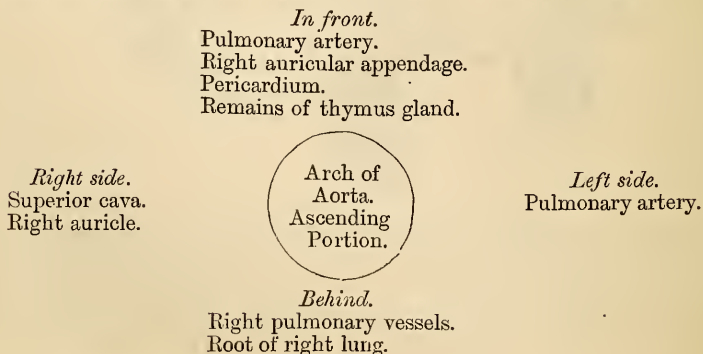 In front.
Pulmonary artery.
Right auricular appendage.
Pericardium.
Remains of thymus gland.
Right side.
Superior cava.
Right auricle.
Arch of
Aorta.
Ascending
Portion.
Left side.
Pulmonary artery.
Behind.
Right pulmonary vessels.
Root of right lung.